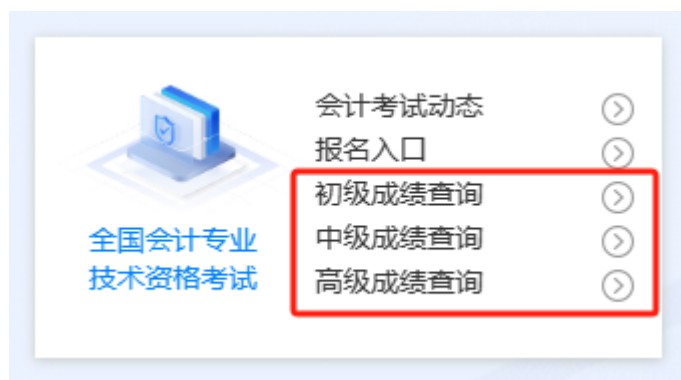 会计考试动态
报名入口
初级成绩查询
中级成绩查询
高级成绩查询
全国会计专业
技术资格考试